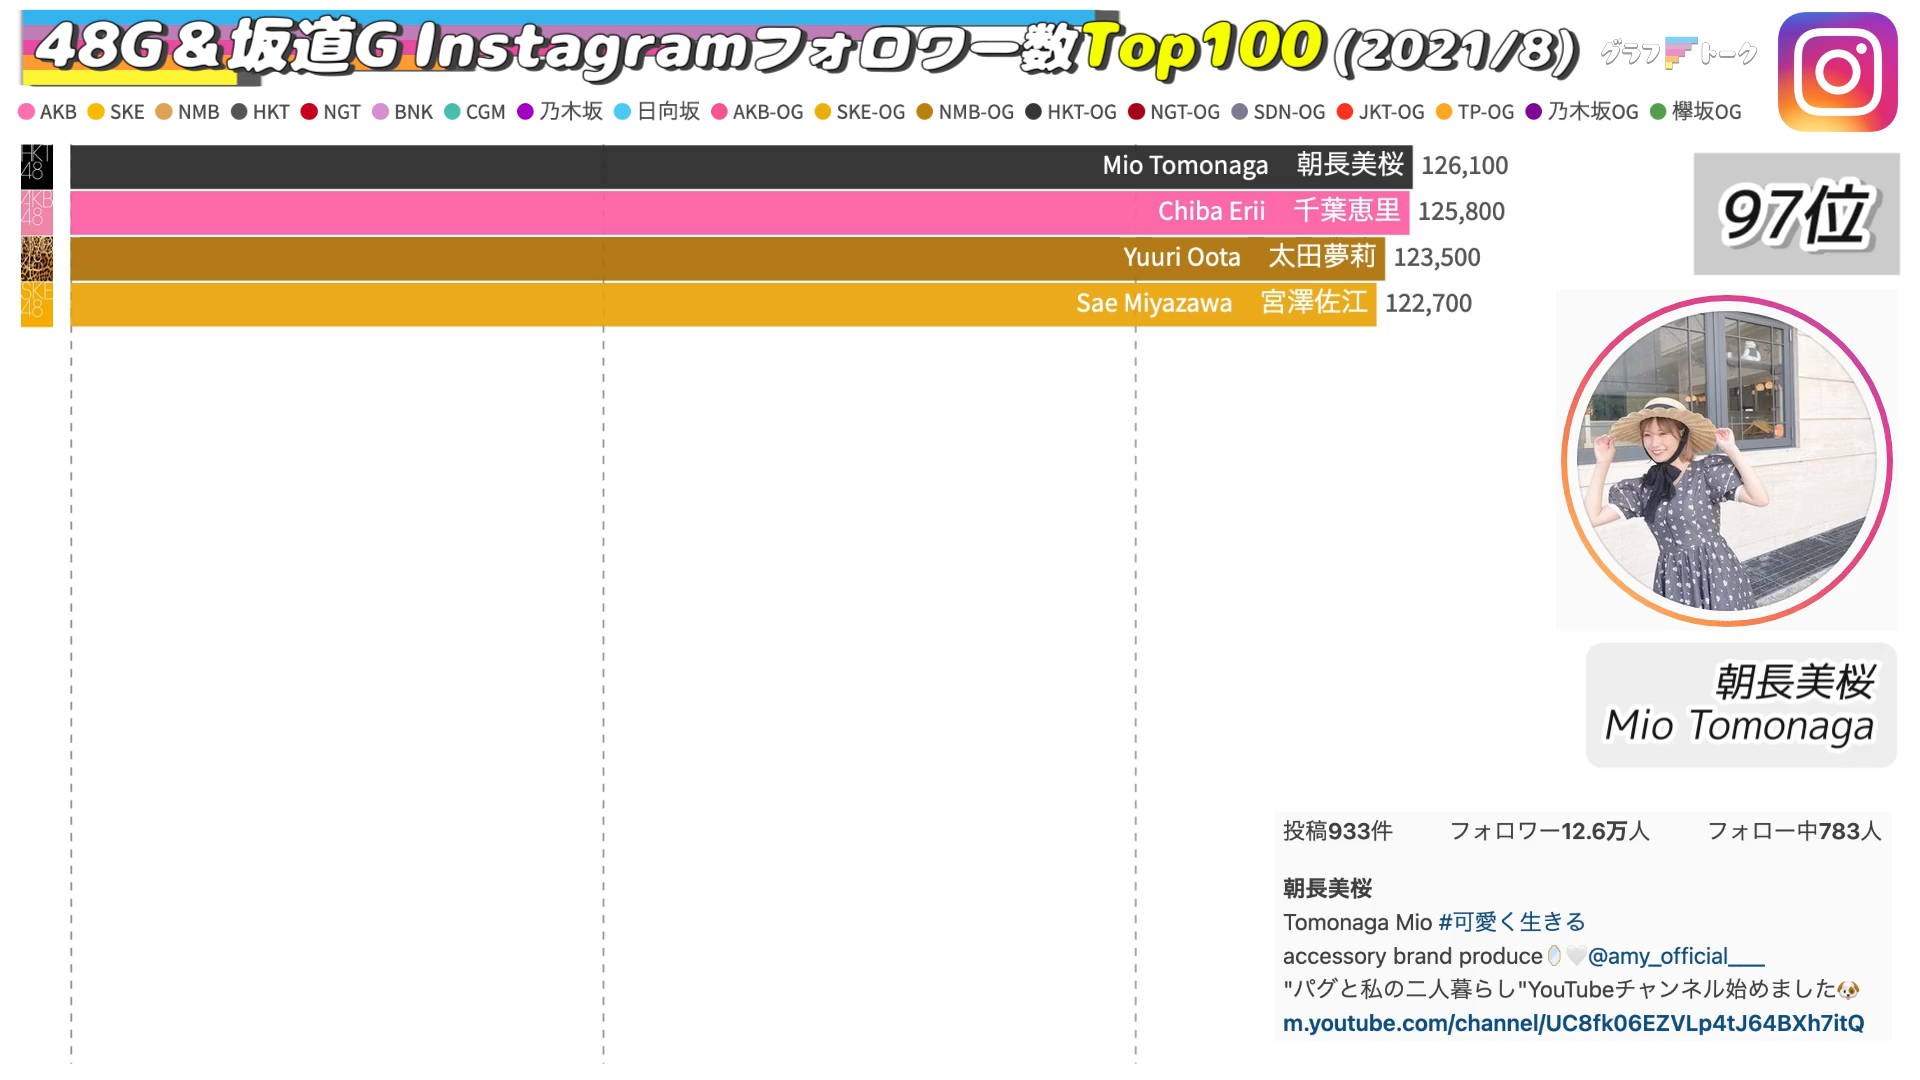 48G&坂道G Instagramフォロワー数Top100(2021/8)
グラフトーク
AKB SKE NMB HKT NGT BNK CGM 乃木坂 日向坂 AKB-OG SKE-OG NMB-OG HKT-OG NGT-OG SDN-OG JKT-OG TP-OG 乃木坂OG 欅坂OG
HKT
48
Mio Tomonaga 朝長美桜 126,100
AKB
48
Chiba Erii 千葉恵里 125,800
Yuuri Oota 太田夢莉 123,500
SKE
48
Sae Miyazawa 宮澤佐江 122,700
97位
朝長美桜
Mio Tomonaga
投稿933件 フォロワー12.6万人 フォロー中783人
朝長美桜
Tomonaga Mio #可愛く生きる
accessory brand produce🪞🤍@amy_official___
"パグと私の二人暮らし"YouTubeチャンネル始めました🐶
m.youtube.com/channel/UC8fk06EZVLp4tJ64BXh7itQ